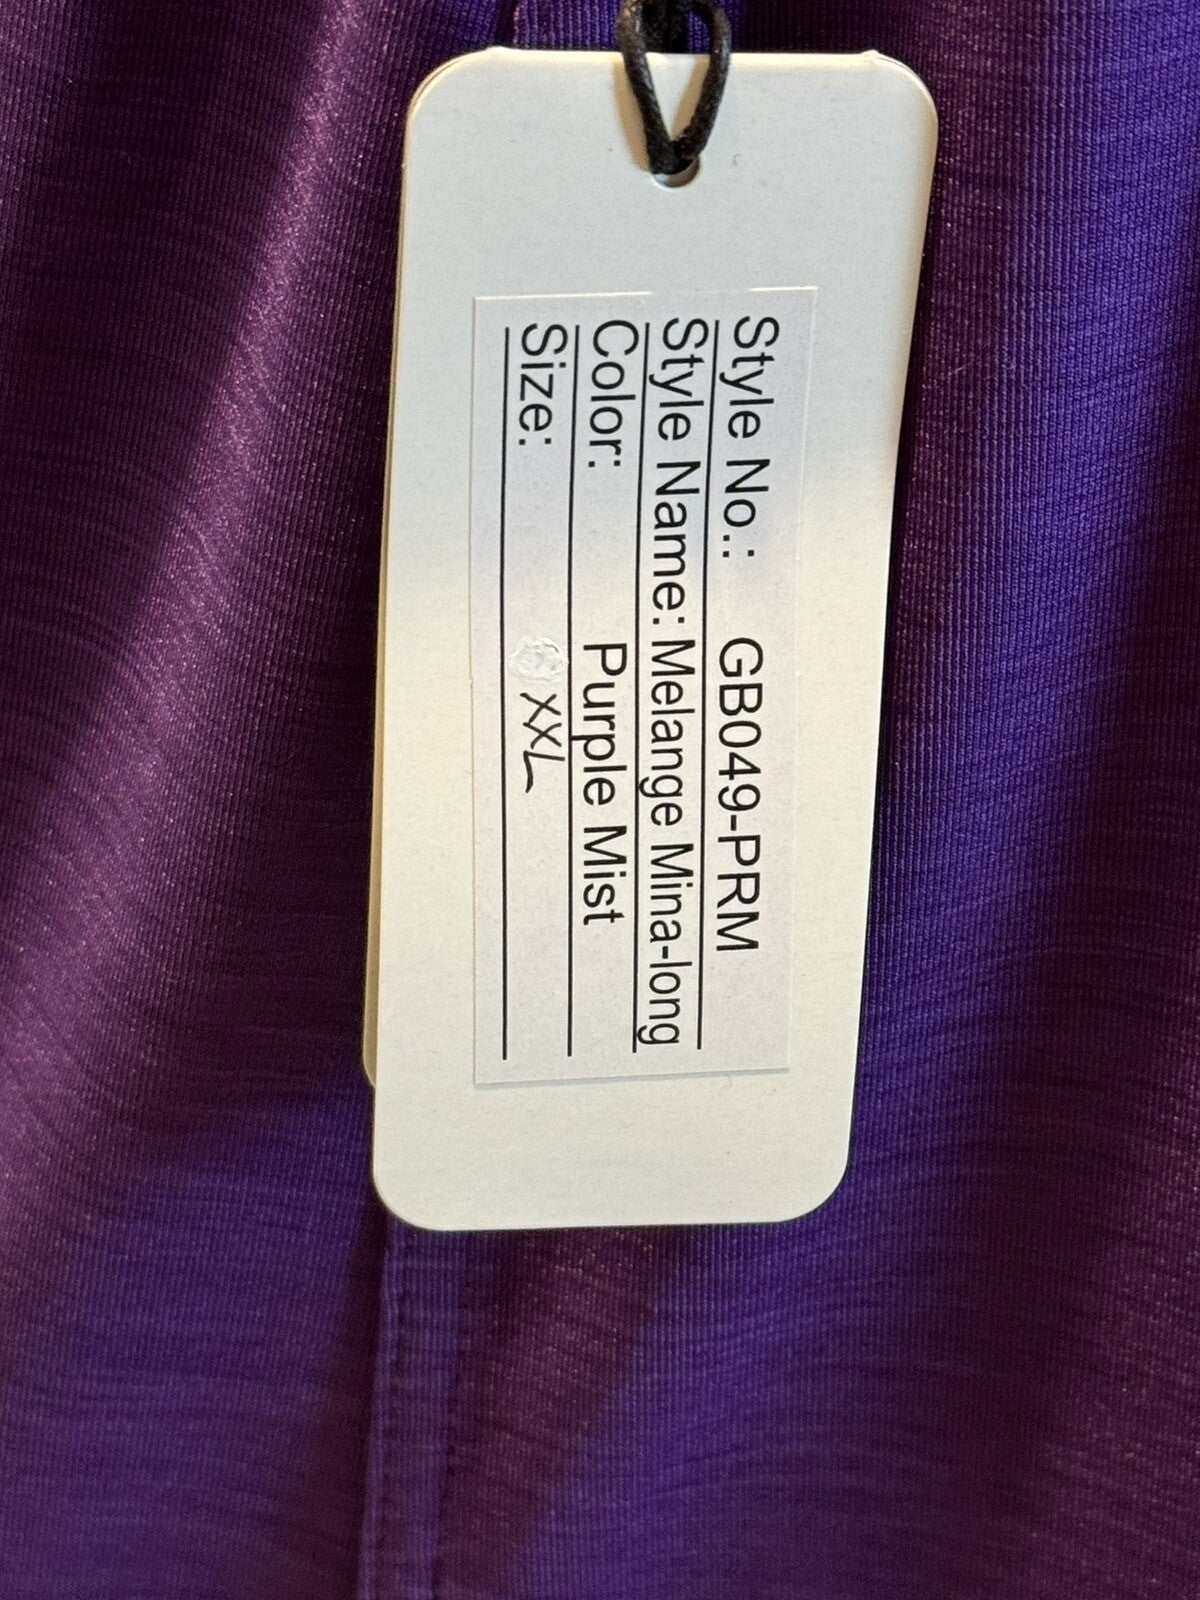 Style No.: GB049-PRM
Style Name: Melange Mina-long
Color: Purple Mist
Size: XXL